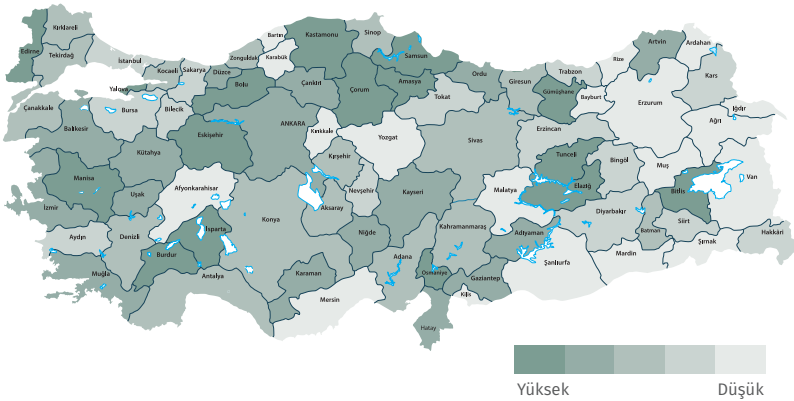 Bartın
Kastamonu
Sinop
Kırklareli
Edirne
Tekirdağ
İstanbul
Zonguldak
Karabük
Samsun
Artvin
Ardahan
Kocaeli
Sakarya
Düzce
Yalova
Bolu
Çankırı
Çorum
Amasya
Ordu
Giresun
Trabzon
Rize
Kars
Gümüşhane
Bayburt
Tokat
Çanakkale
Bursa
Bilecik
Balıkesir
Eskişehir
ANKARA
Kırıkkale
Yozgat
Sivas
Erzincan
Erzurum
Iğdır
Ağrı
Kütahya
Kırşehir
Tunceli
Bingöl
Muş
Manisa
Uşak
Afyonkarahisar
Nevşehir
Kayseri
Malatya
Elazığ
Bitlis
Van
İzmir
Aksaray
Konya
Kahramanmaraş
Diyarbakır
Siirt
Batman
Hakkâri
Aydın
Denizli
Isparta
Burdur
Niğde
Adana
Adıyaman
Şırnak
Mardin
Şanlıurfa
Muğla
Antalya
Karaman
Osmaniye
Gaziantep
Kilis
Mersin
Hatay
Yüksek
Düşük